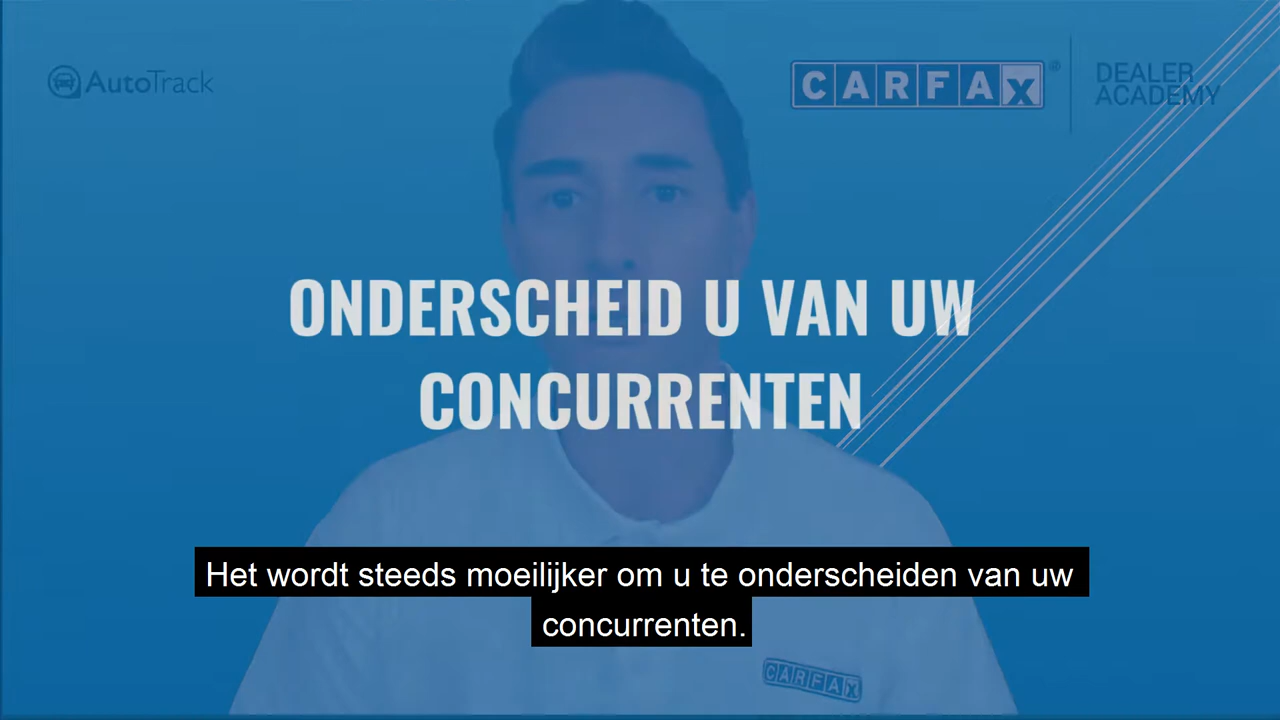 AutoTrack
CARFAX®
DEALER
ACADEMY
ONDERSCHEID U VAN UW
CONCURRENTEN
Het wordt steeds moeilijker om u te onderscheiden van uw
concurrenten.
CARFAX